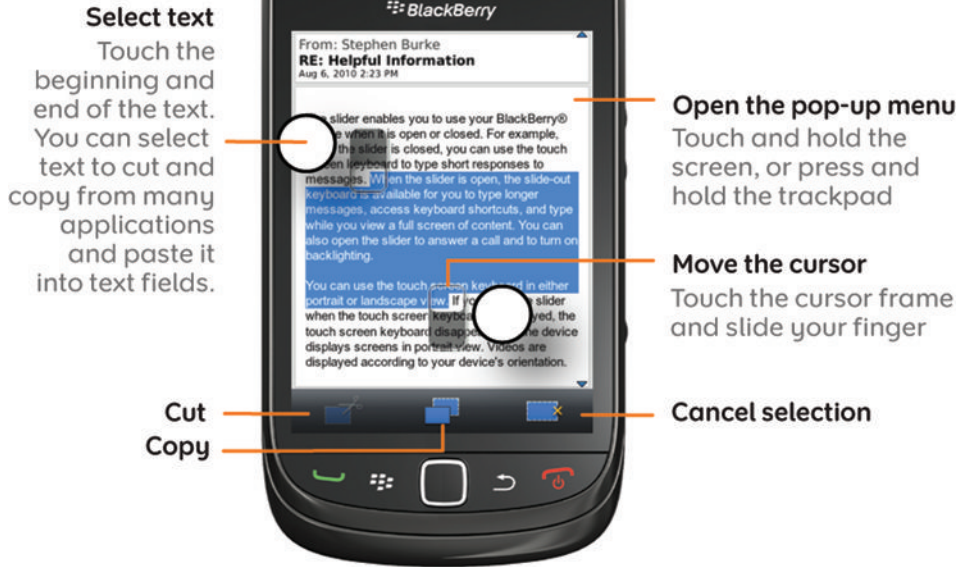 BlackBerry
Select text
Touch the
beginning and
end of the text.
You can select
text to cut and
copy from many
applications
and paste it
into text fields.
From: Stephen Burke
RE: Helpful Information
Aug 6, 2010 2:23 PM
slider enables you to use your BlackBerry®
when it is open or closed. For example,
the slider is closed, you can use the touch
keyboard to type short responses to
messages. When the slider is open, the slide-out
keyboard is available for you to type longer
messages, access keyboard shortcuts, and type
while you view a full screen of content. You can
also open the slider to answer a call and to turn on
backlighting.
You can use the touch screen keyboard in either
portrait or landscape view. If slider
when the touch screen
touch screen keyboard device
displays screens in portrait view. Videos are
displayed according to your device's orientation.
Open the pop-up menu
Touch and hold the
screen, or press and
hold the trackpad
Move the cursor
Touch the cursor frame
and slide your finger
Cut
Copy
Cancel selection